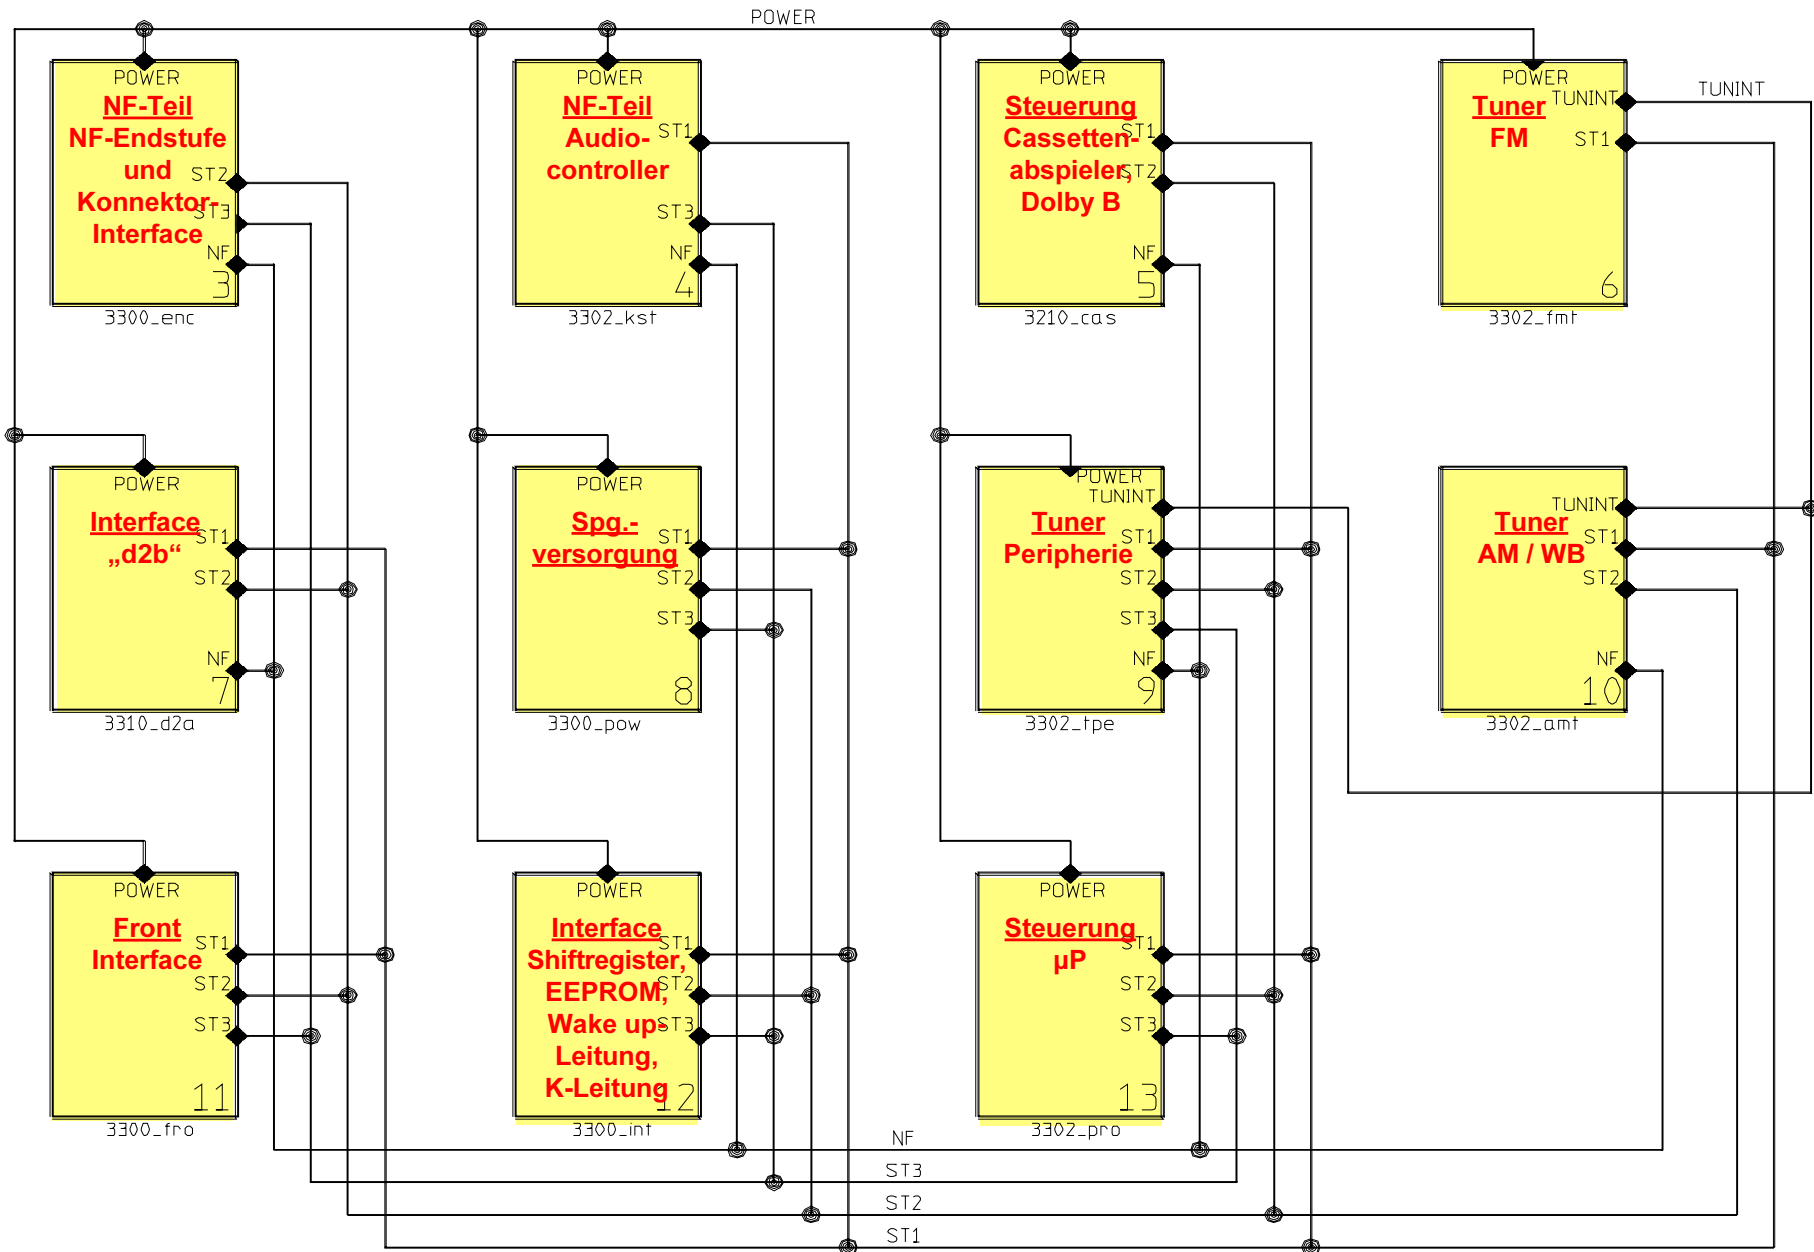 POWER
POWER
NF-Teil
NF-Endstufe
und
Konnektor-
Interface
ST2
ST3
NF
3
3300_enc
POWER
NF-Teil
Audio-
controller
ST1
ST3
NF
4
3302_kst
POWER
Steuerung
Cassetten-
abspieler,
Dolby B
ST1
ST2
NF
5
3210_cas
POWER
TUNINT
Tuner
FM
ST1
6
3302_fmt
TUNINT
POWER
Interface
„d2b“
ST1
ST2
NF
7
3310_d2a
POWER
Spg.-
versorgung
ST1
ST2
ST3
8
3300_pow
POWER
TUNINT
Tuner
Peripherie
ST1
ST2
ST3
NF
9
3302_tpe
TUNINT
Tuner
AM / WB
ST1
ST2
NF
10
3302_amt
POWER
Front
Interface
ST1
ST2
ST3
11
3300_fro
POWER
Interface
Shiftregister,
EEPROM,
Wake up-
Leitung,
K-Leitung
ST1
ST2
ST3
12
3300_int
POWER
Steuerung
µP
ST1
ST2
ST3
13
3302_pro
NF
ST3
ST2
ST1